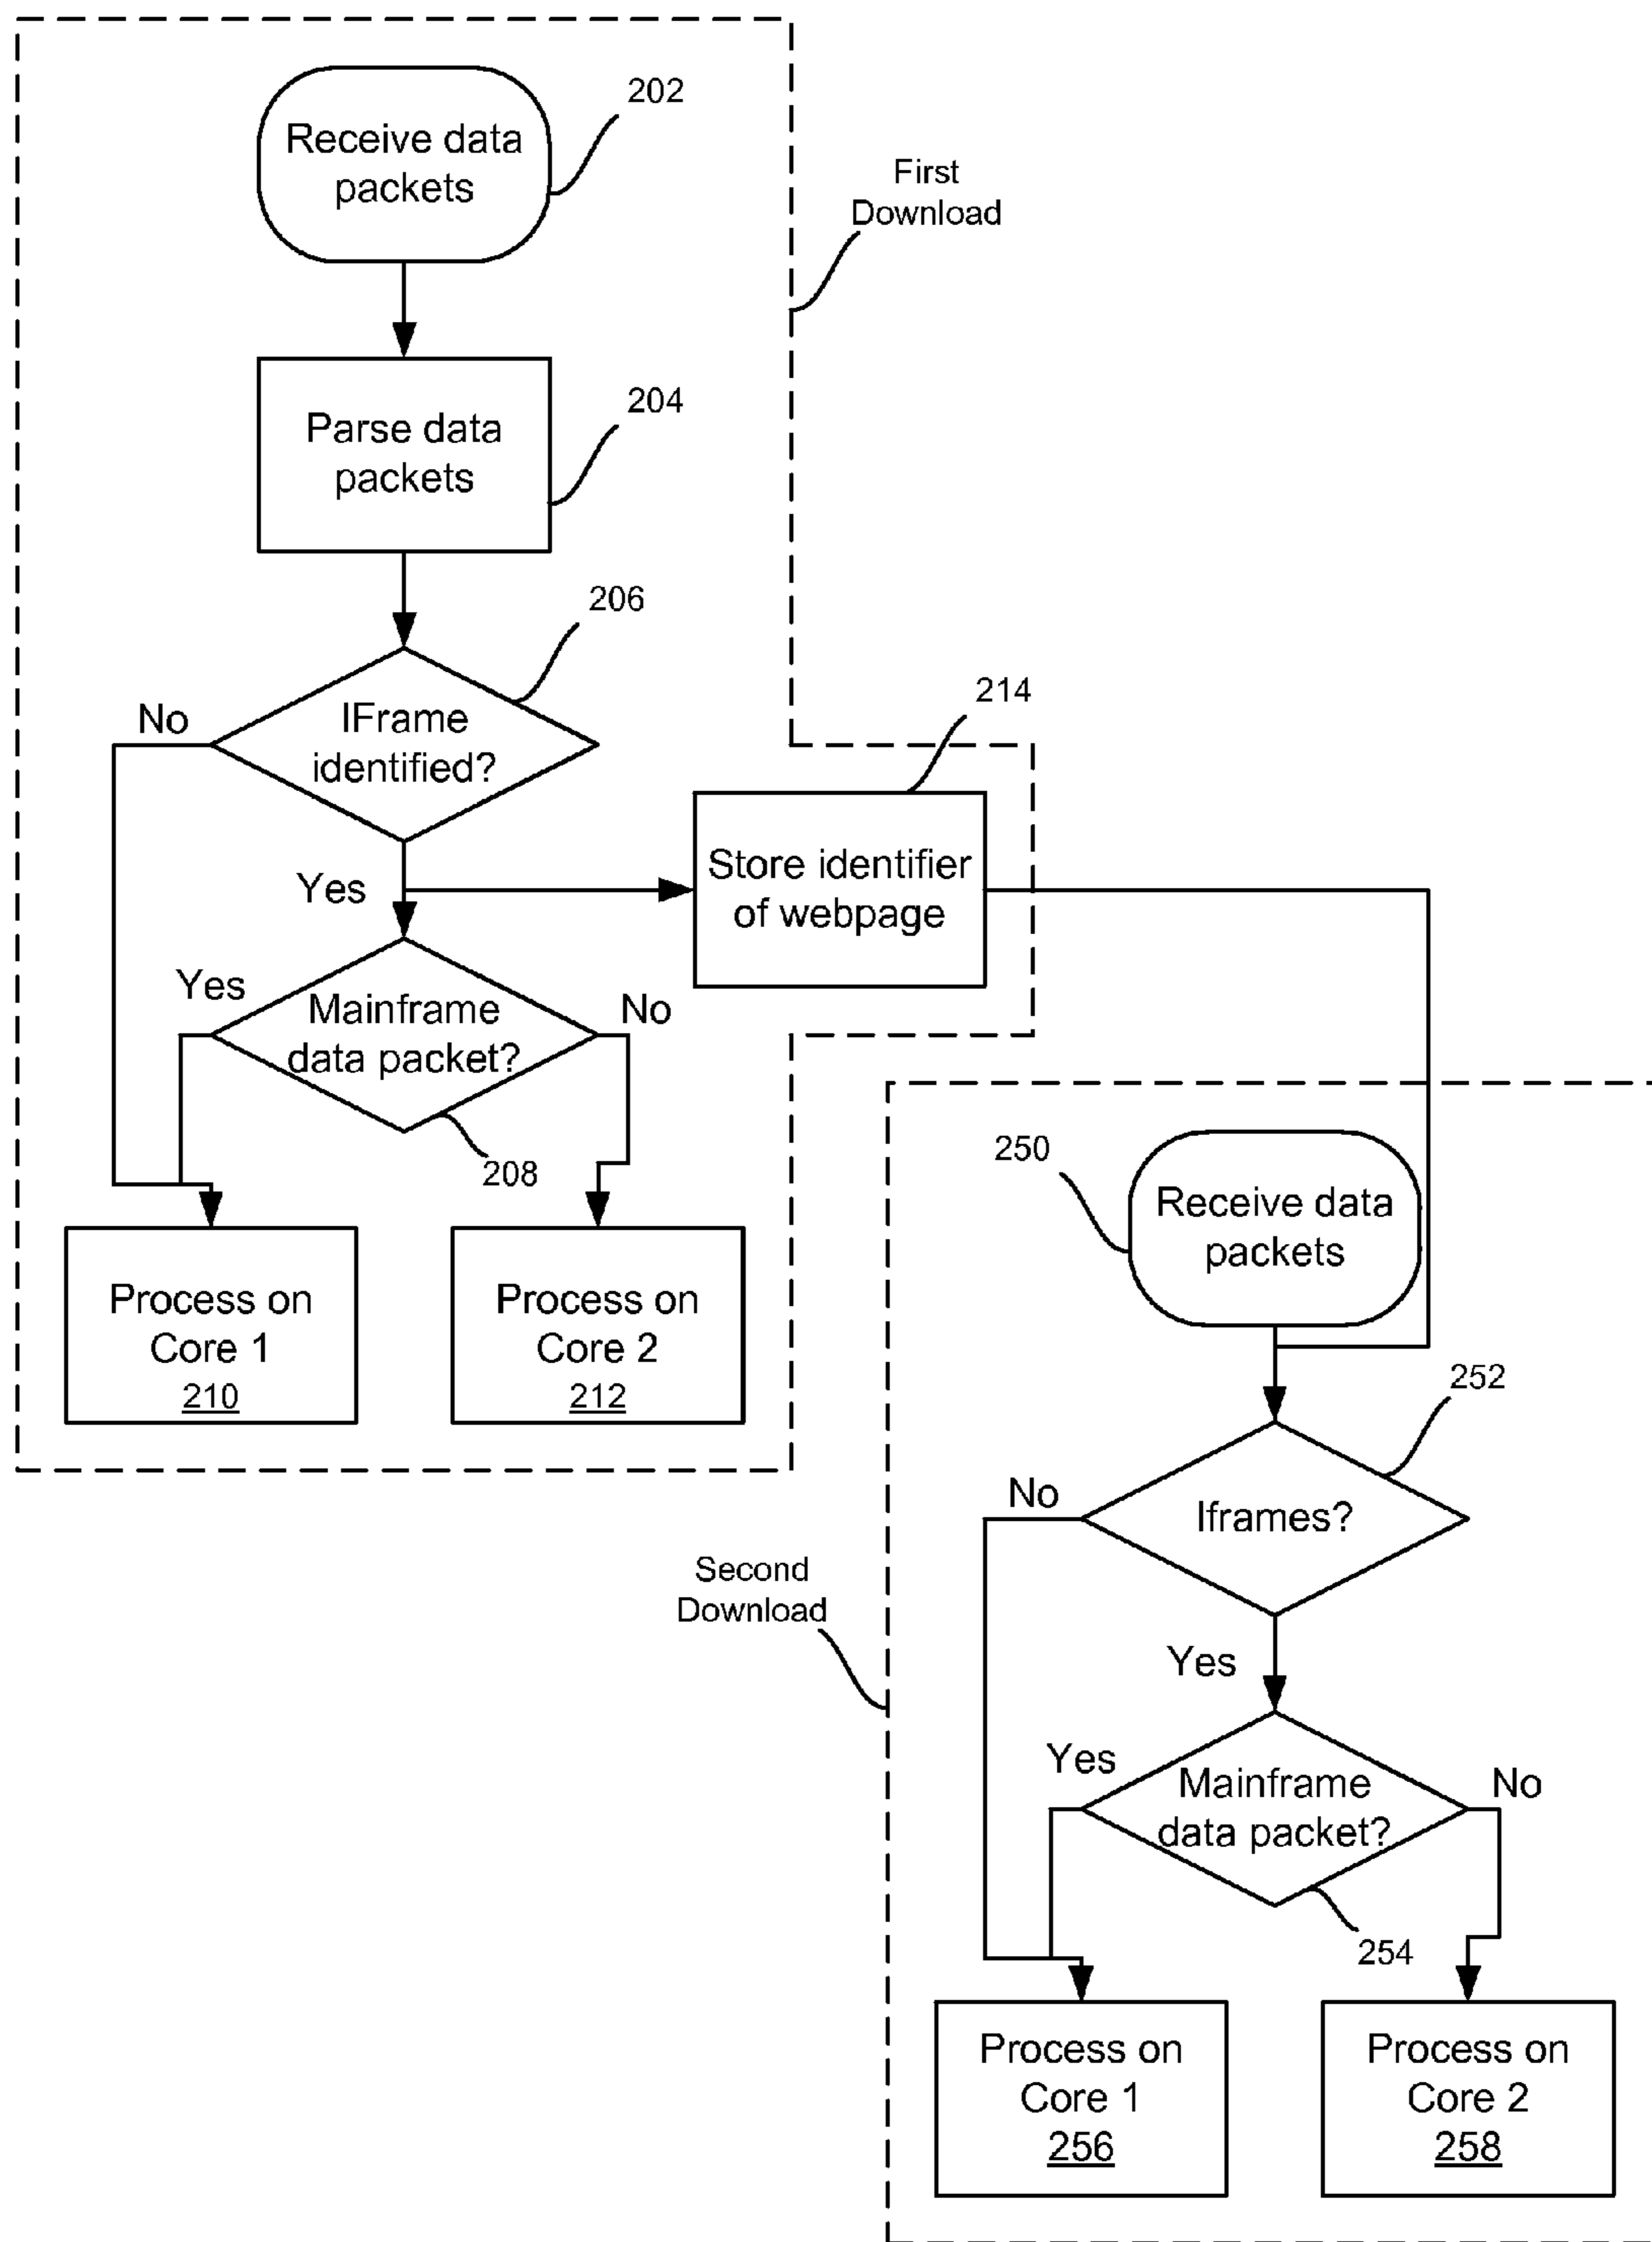 Receive data
packets
202
First
Download
Parse data
packets
204
206
IFrame
identified?
No
Yes
214
Store identifier
of webpage
Yes
Mainframe
data packet?
No
208
Process on
Core 1
210
Process on
Core 2
212
250
Receive data
packets
252
Iframes?
No
Yes
Second
Download
Yes
Mainframe
data packet?
No
254
Process on
Core 1
256
Process on
Core 2
258